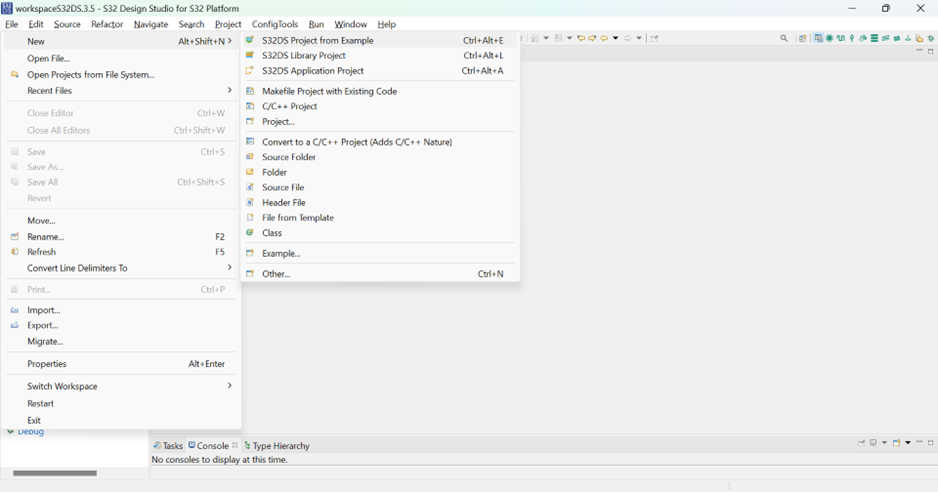 workspaceS32DS.3.5 - S32 Design Studio for S32 Platform
File Edit Source Refactor Navigate Search Project ConfigTools Run Window Help
New Alt+Shift+N
Open File...
Open Projects from File System...
Recent Files
Close Editor Ctrl+W
Close All Editors Ctrl+Shift+W
Save Ctrl+S
Save As...
Save All Ctrl+Shift+S
Revert
Move...
Rename... F2
Refresh F5
Convert Line Delimiters To
Print... Ctrl+P
Import...
Export...
Migrate...
Properties Alt+Enter
Switch Workspace
Restart
Exit
S32DS Project from Example Ctrl+Alt+E
S32DS Library Project Ctrl+Alt+L
S32DS Application Project Ctrl+Alt+A
Makefile Project with Existing Code
C/C++ Project
Project...
Convert to a C/C++ Project (Adds C/C++ Nature)
Source Folder
Folder
Source File
Header File
File from Template
Class
Example...
Other... Ctrl+N
Debug
Tasks Console Type Hierarchy
No consoles to display at this time.